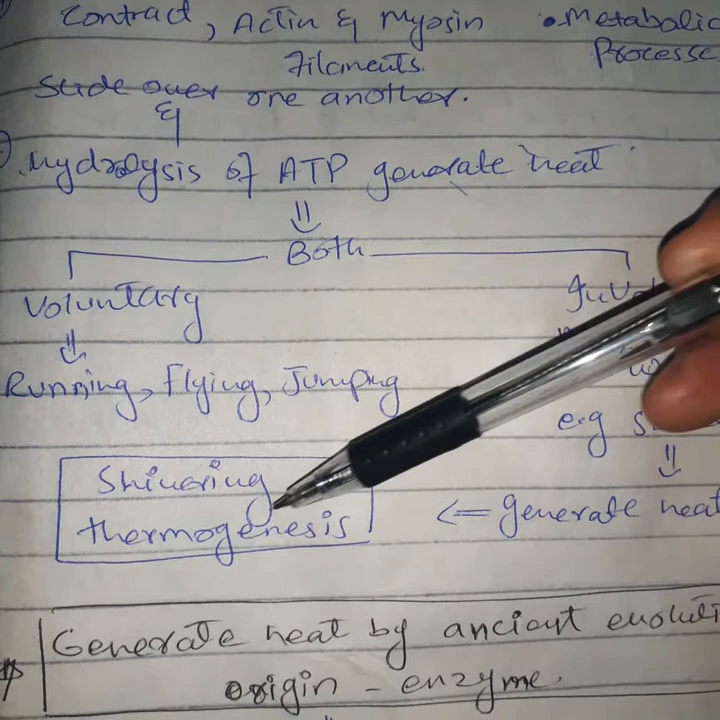 Contract, Actin & Myosin
Filaments.
• Metabolic
Processe
Slide over one another.
&
Hydrolysis of ATP generate heat
Both
Voluntary
Running, Flying, Jumping
e.g
Shivering
thermogenesis
<= generate heat
Generate heat by ancient evoluti
origin - enzyme.